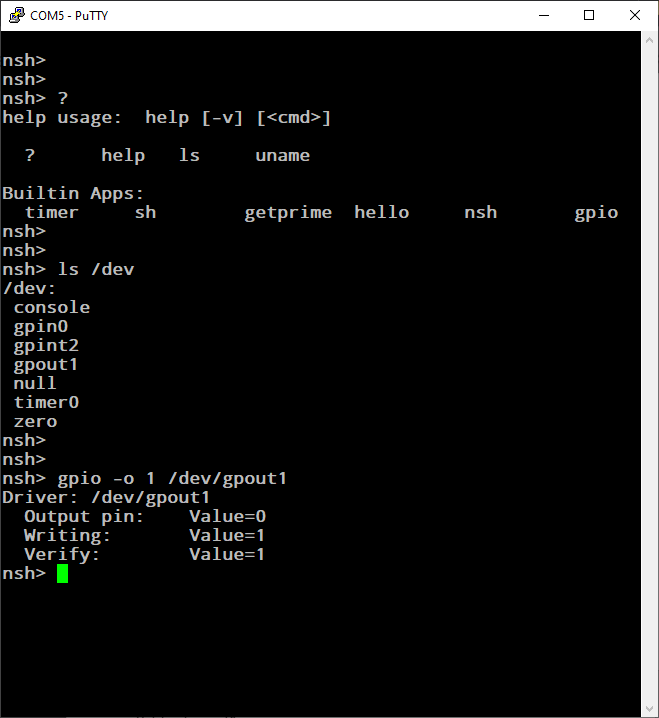 COM5 - PuTTY
nsh>
nsh>
nsh> ?
help usage:  help [-v] [<cmd>]
  ?      help   ls     uname
Builtin Apps:
  timer     sh        getprime  hello     nsh       gpio
nsh>
nsh>
nsh> ls /dev
/dev:
 console
 gpin0
 gpint2
 gpout1
 null
 timer0
 zero
nsh>
nsh>
nsh> gpio -o 1 /dev/gpout1
Driver: /dev/gpout1
  Output pin:    Value=0
  Writing:       Value=1
  Verify:        Value=1
nsh>